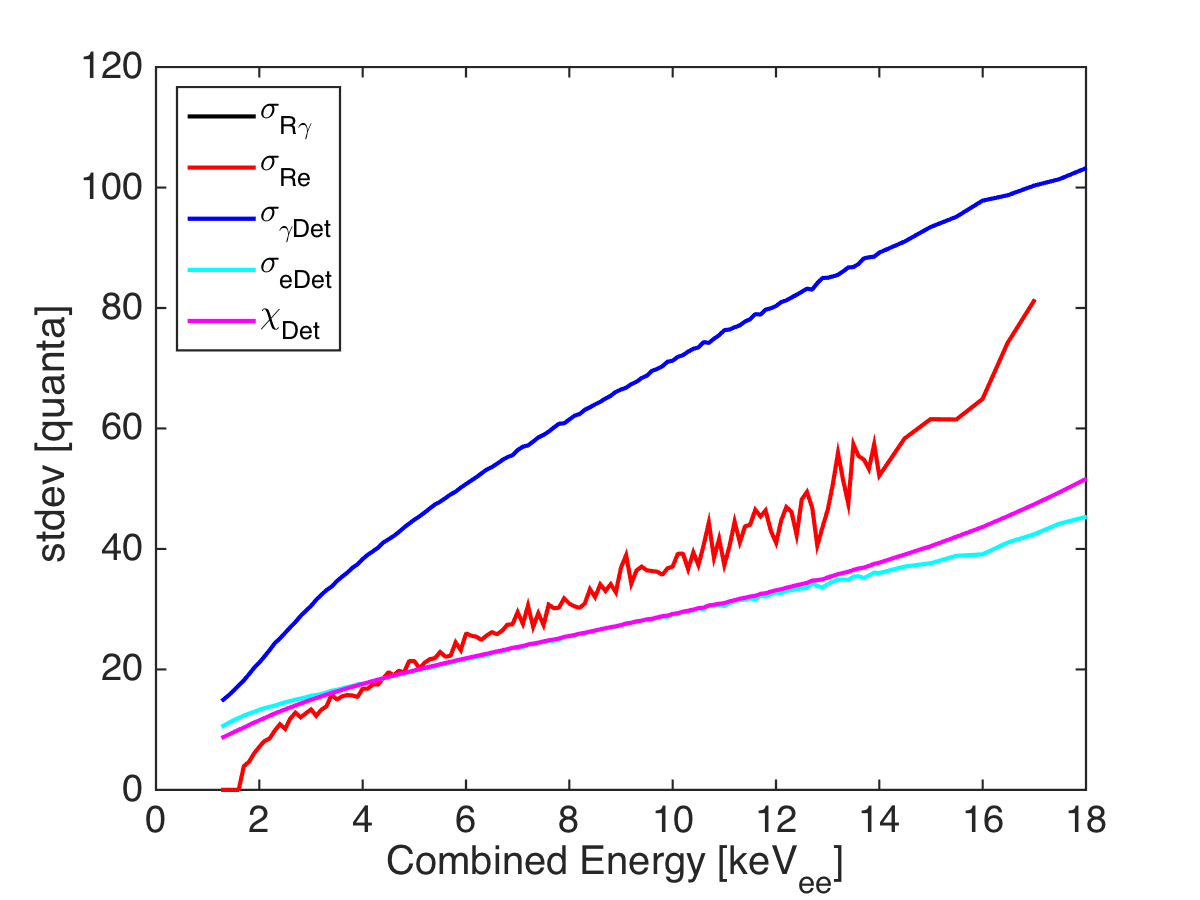 120
100
80
60
40
20
0
stdev [quanta]
σRγ
σRe
σγDet
σeDet
χDet
0 2 4 6 8 10 12 14 16 18
Combined Energy [keVee]